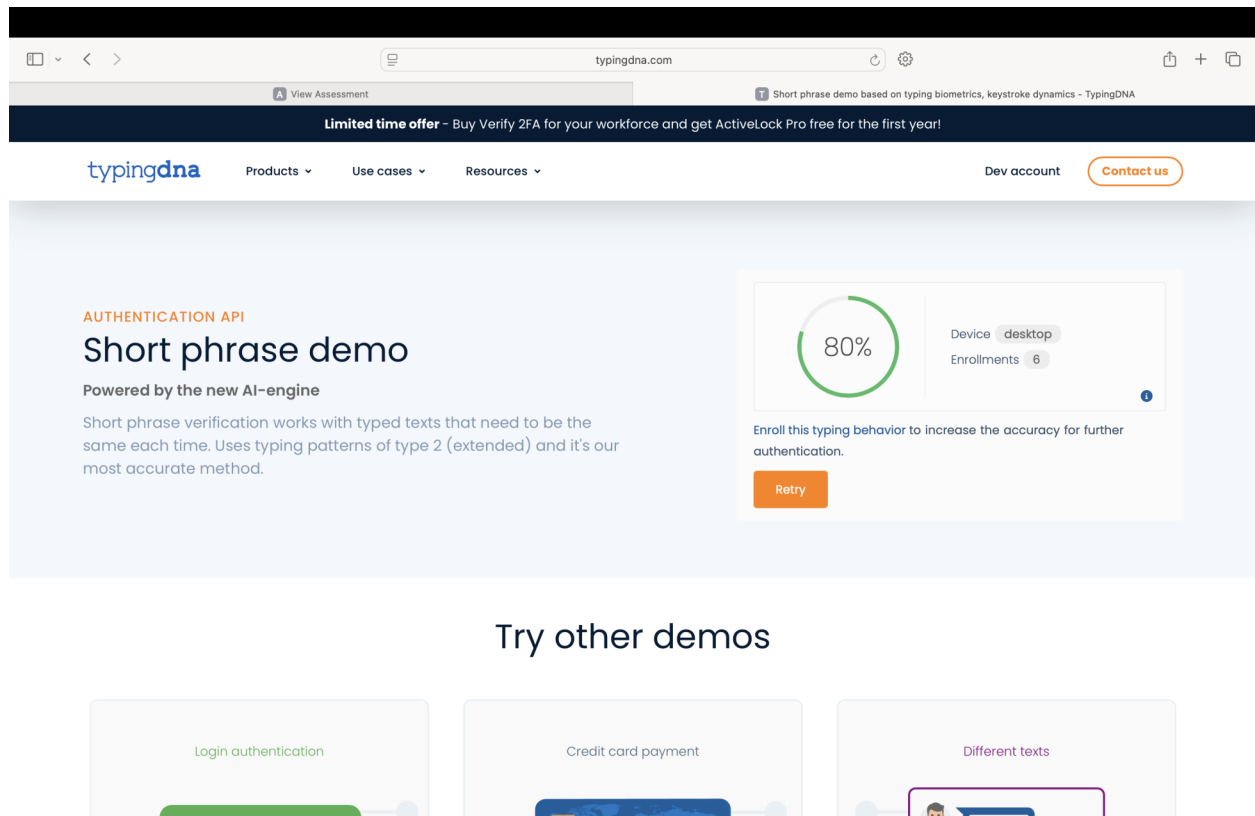 typingdna.com
A View Assessment
T Short phrase demo based on typing biometrics, keystroke dynamics - TypingDNA
Limited time offer - Buy Verify 2FA for your workforce and get ActiveLock Pro free for the first year!
typingdna Products Use cases Resources Dev account Contact us
AUTHENTICATION API
Short phrase demo
Powered by the new AI-engine
Short phrase verification works with typed texts that need to be the
same each time. Uses typing patterns of type 2 (extended) and it's our
most accurate method.
80%
Device desktop
Enrollments 6
i
Enroll this typing behavior to increase the accuracy for further
authentication.
Retry
Try other demos
Login authentication
Credit card payment
Different texts